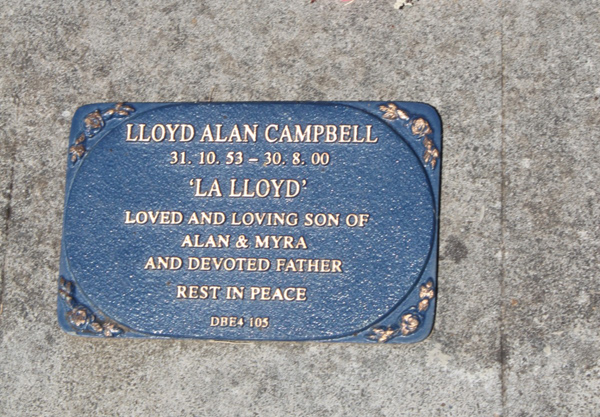 LLOYD ALAN CAMPBELL
31. 10. 53 – 30. 8. 00
'LA LLOYD'
LOVED AND LOVING SON OF
ALAN & MYRA
AND DEVOTED FATHER
REST IN PEACE
DBE4 105